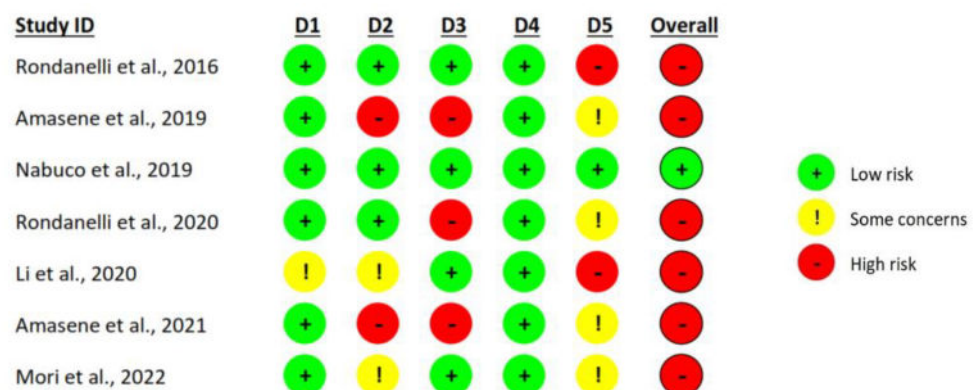 Study ID D1 D2 D3 D4 D5 Overall
Rondanelli et al., 2016 + + + + - -
Amasene et al., 2019 + - - + ! -
Nabuco et al., 2019 + + + + + +
Rondanelli et al., 2020 + + - + ! -
Li et al., 2020 ! ! + + - -
Amasene et al., 2021 + - - + ! -
Mori et al., 2022 + ! + + ! -
+ Low risk
! Some concerns
- High risk